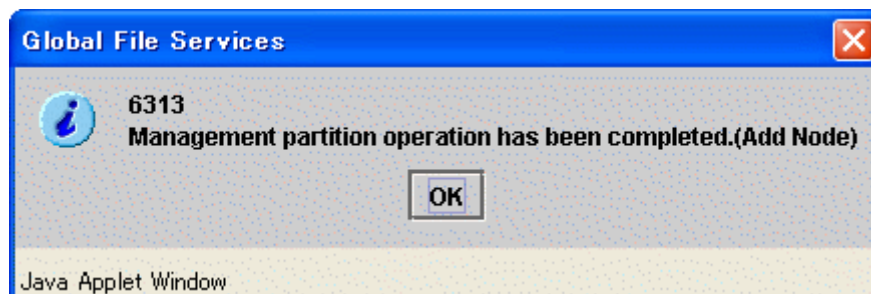 Global File Services
6313
Management partition operation has been completed.(Add Node)
OK
Java Applet Window